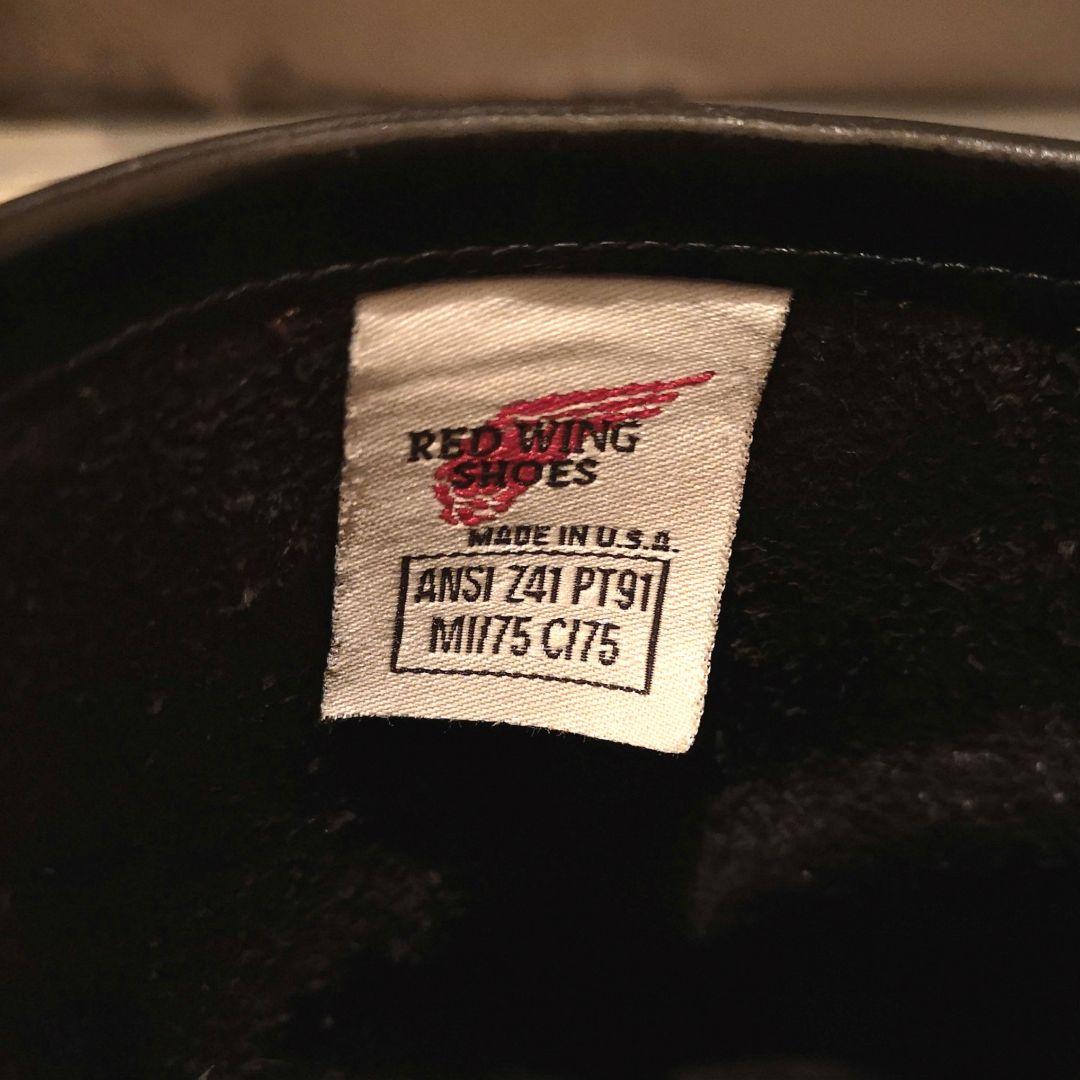 RED WING
SHOES
MADE IN U.S.A.
ANSI Z41 PT91
MI/75 C/75